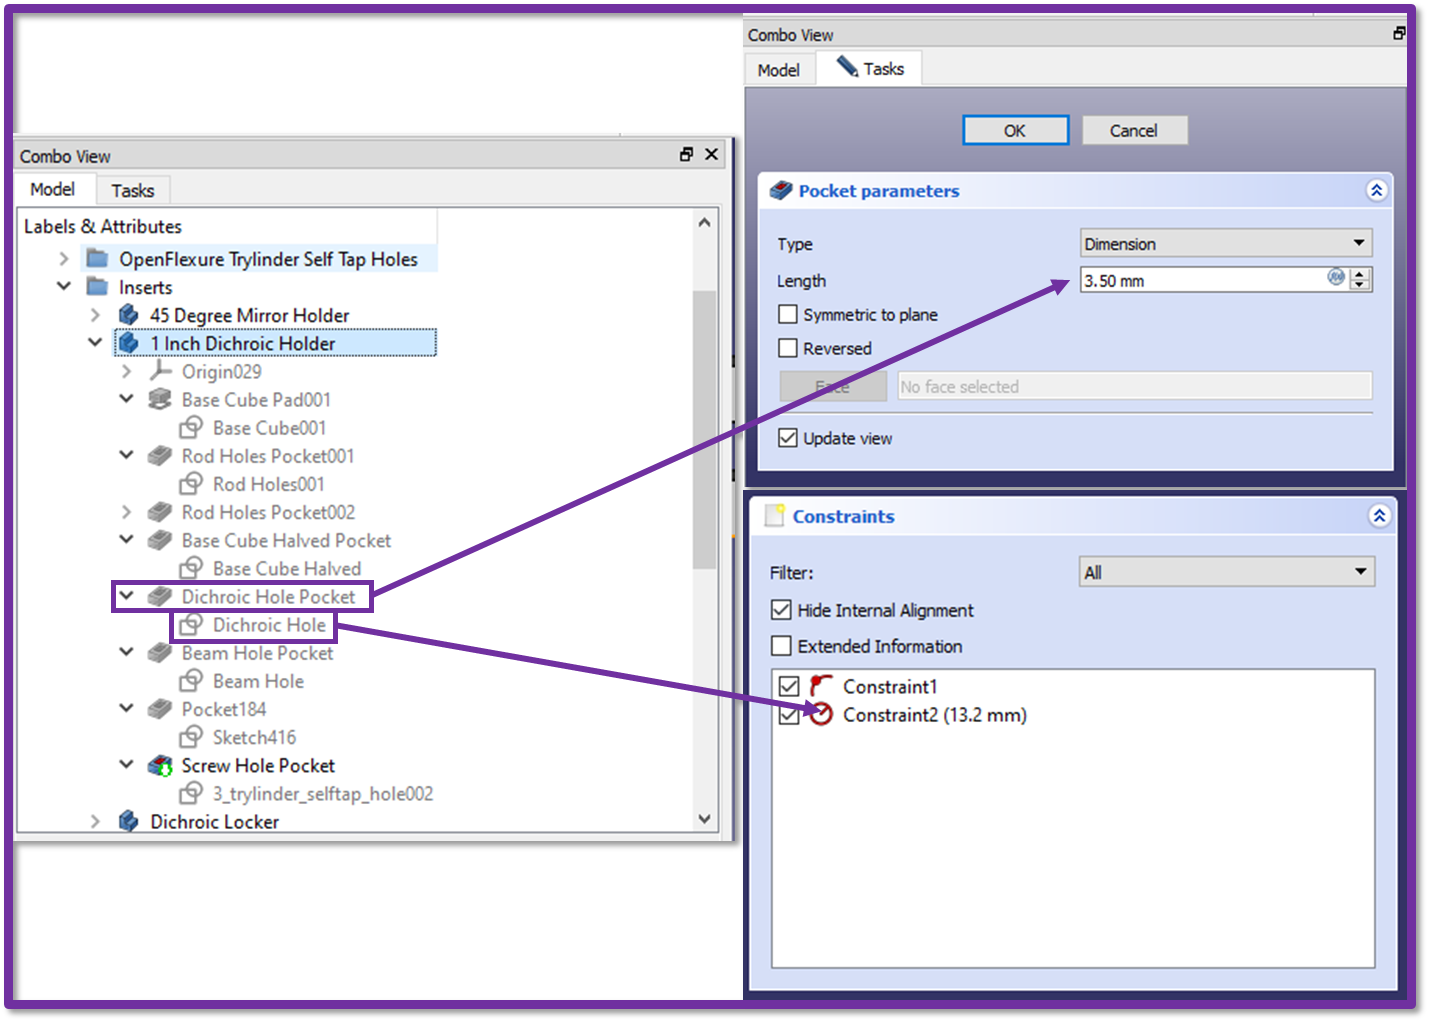 Combo View
Model
Tasks
Labels & Attributes
OpenFlexure Trylinder Self Tap Holes
Inserts
45 Degree Mirror Holder
1 Inch Dichroic Holder
Origin029
Base Cube Pad001
Base Cube001
Rod Holes Pocket001
Rod Holes001
Rod Holes Pocket002
Base Cube Halved Pocket
Base Cube Halved
Dichroic Hole Pocket
Dichroic Hole
Beam Hole Pocket
Beam Hole
Pocket184
Sketch416
Screw Hole Pocket
3_trylinder_selftap_hole002
Dichroic Locker
Combo View
Model
Tasks
OK
Cancel
Pocket parameters
Type
Dimension
Length
3.50 mm
Symmetric to plane
Reversed
Face
No face selected
Update view
Constraints
Filter:
All
Hide Internal Alignment
Extended Information
Constraint1
Constraint2 (13.2 mm)